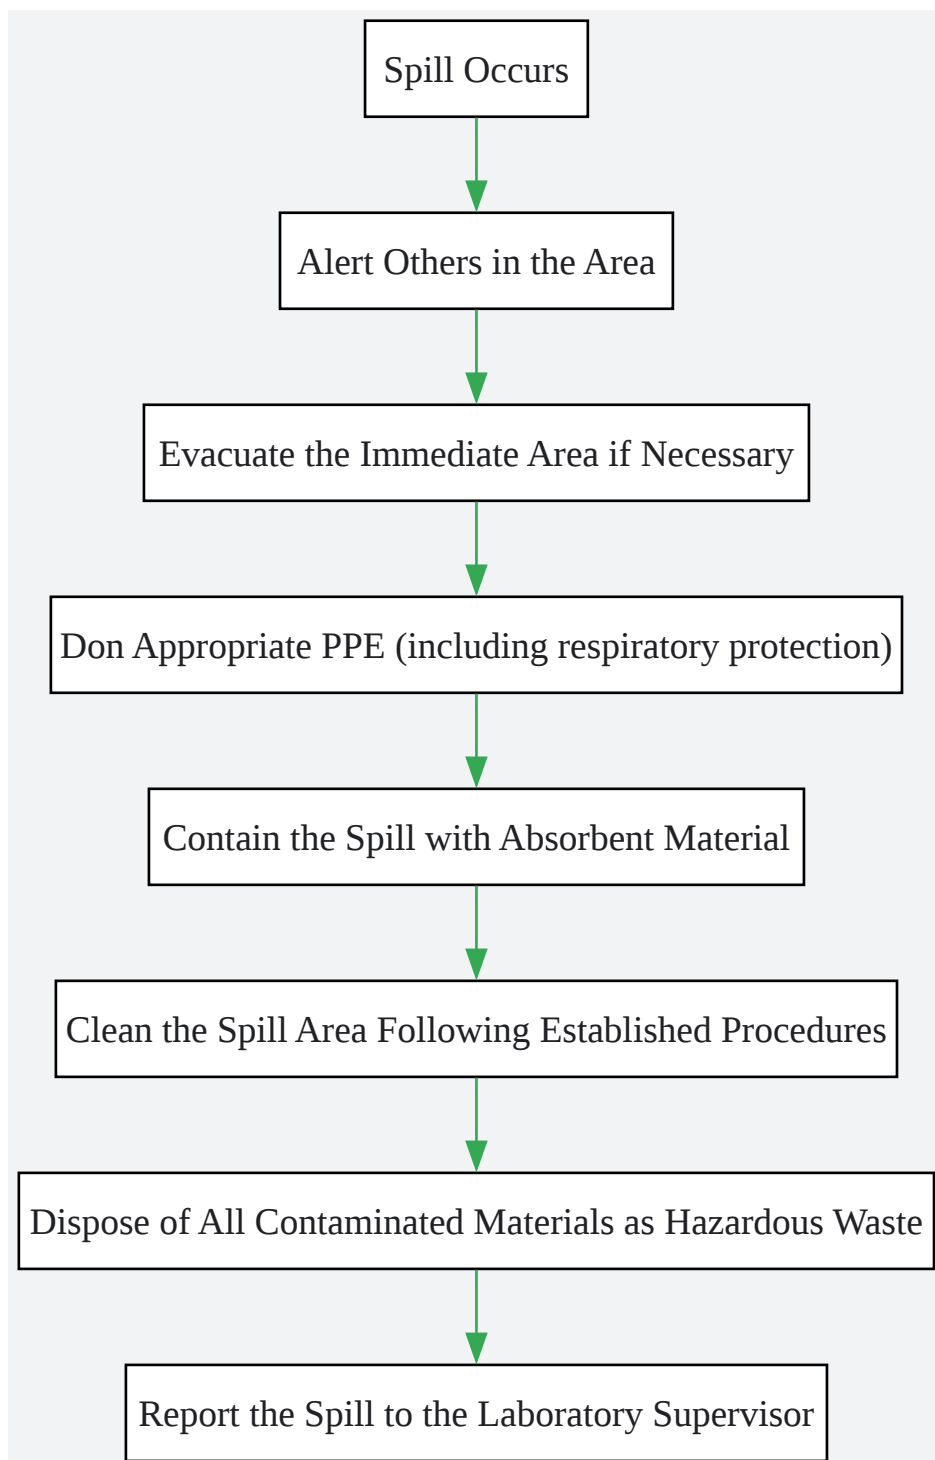 Spill Occurs
Alert Others in the Area
Evacuate the Immediate Area if Necessary
Don Appropriate PPE (including respiratory protection)
Contain the Spill with Absorbent Material
Clean the Spill Area Following Established Procedures
Dispose of All Contaminated Materials as Hazardous Waste
Report the Spill to the Laboratory Supervisor